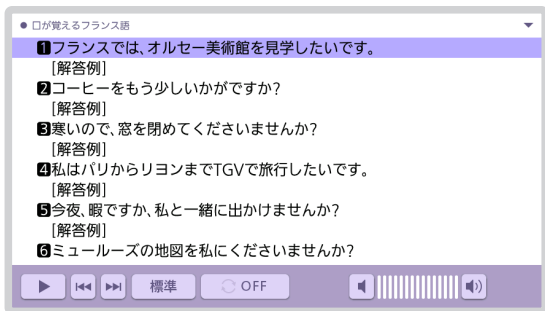 ● 口が覚えるフランス語
1フランスでは、オルセー美術館を見学したいです。
[解答例]
2コーヒーをもう少しいかがですか?
[解答例]
3寒いので、窓を閉めてくださいませんか?
[解答例]
4私はパリからリヨンまでTGVで旅行したいです。
[解答例]
5今夜、暇ですか、私と一緒に出かけませんか?
[解答例]
6ミュールーズの地図を私にくださいませんか?
標準
OFF